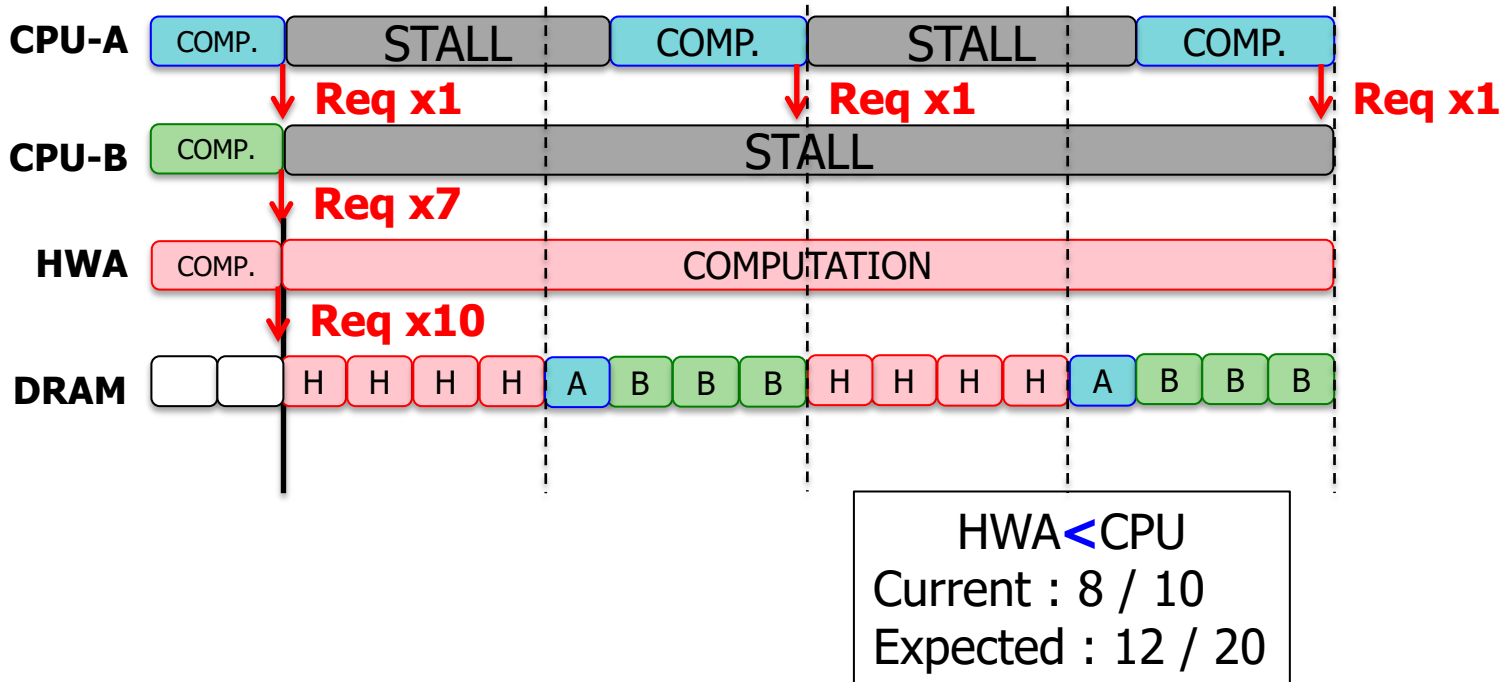 CPU-A COMP. STALL COMP. STALL COMP.
Req x1 Req x1 Req x1
CPU-B COMP. STALL
Req x7
HWA COMP. COMPUTATION
Req x10
DRAM H H H H A B B B H H H H A B B B
HWA<CPU
Current : 8 / 10
Expected : 12 / 20